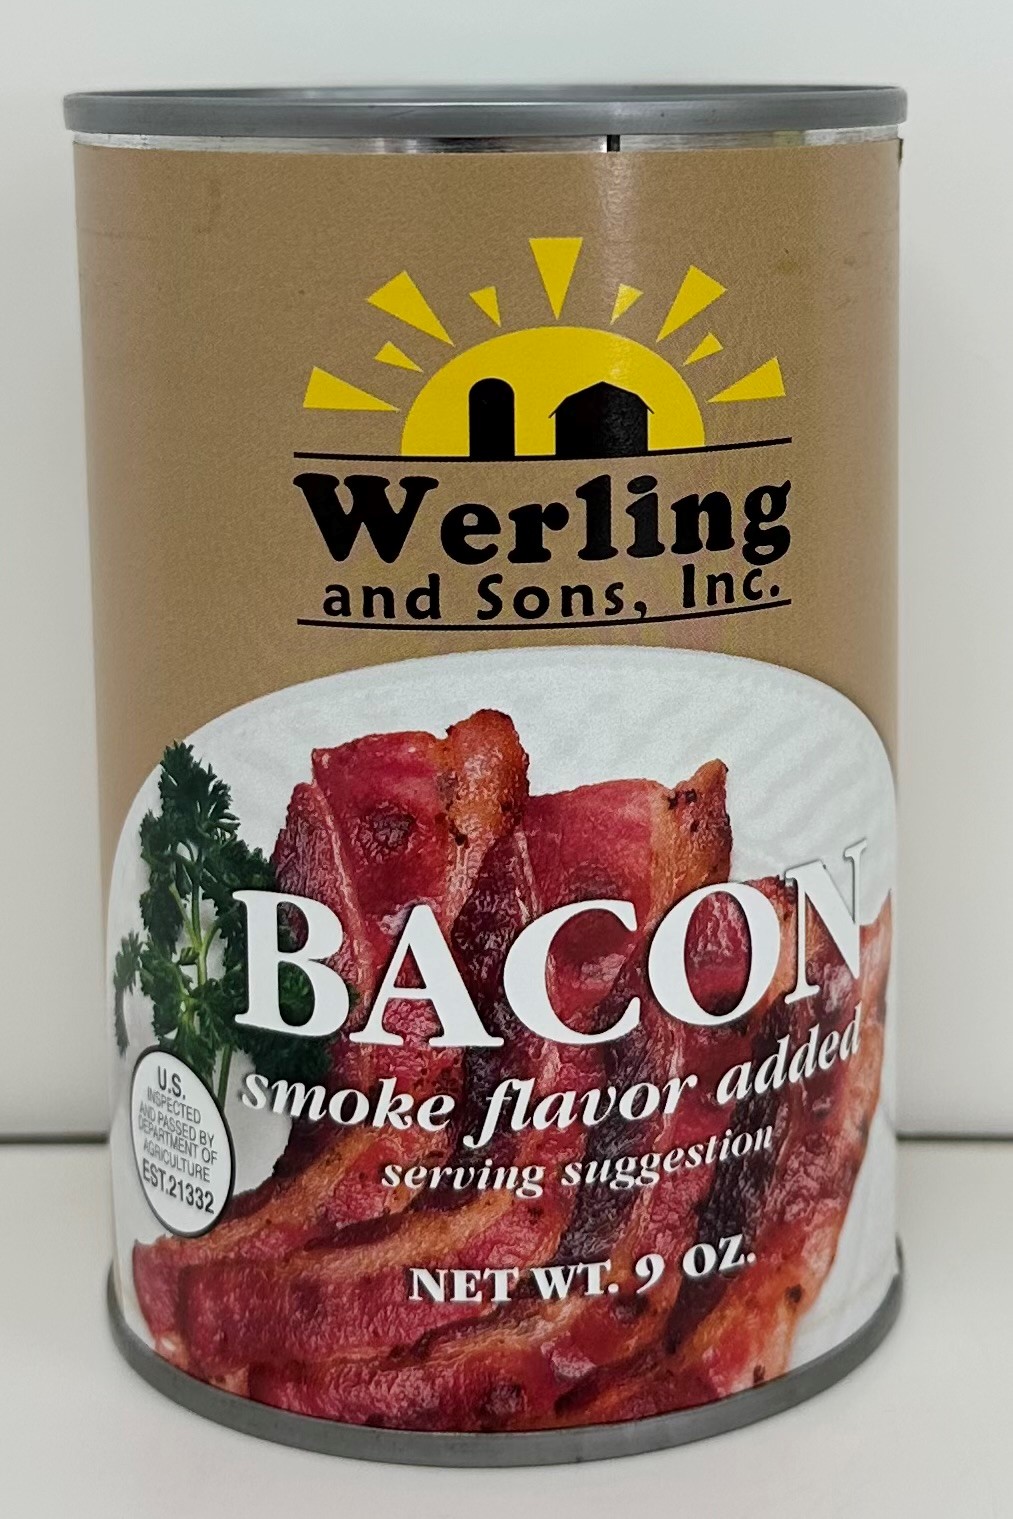 Werling
and Sons, Inc.
BACON
smoke flavor added
serving suggestion
NET WT. 9 OZ.
U.S.
INSPECTED
AND PASSED BY
DEPARTMENT OF
AGRICULTURE
EST.21332